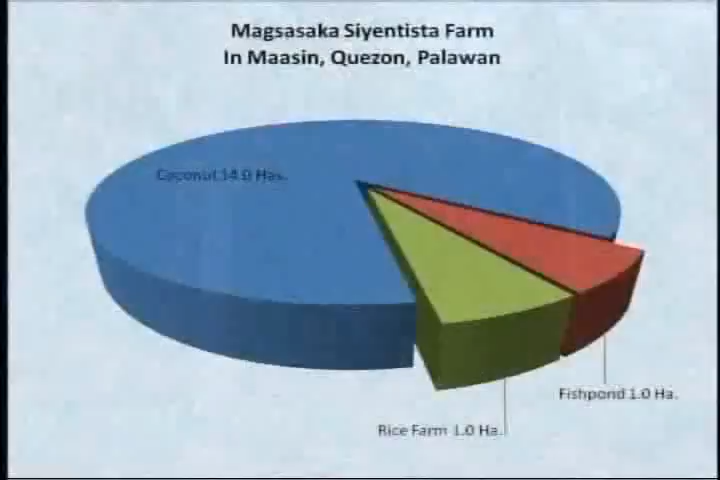 Magsasaka Siyentista Farm
In Maasin, Quezon, Palawan
Coconut 14.0 Has.
Fishpond 1.0 Ha.
Rice Farm 1.0 Ha.